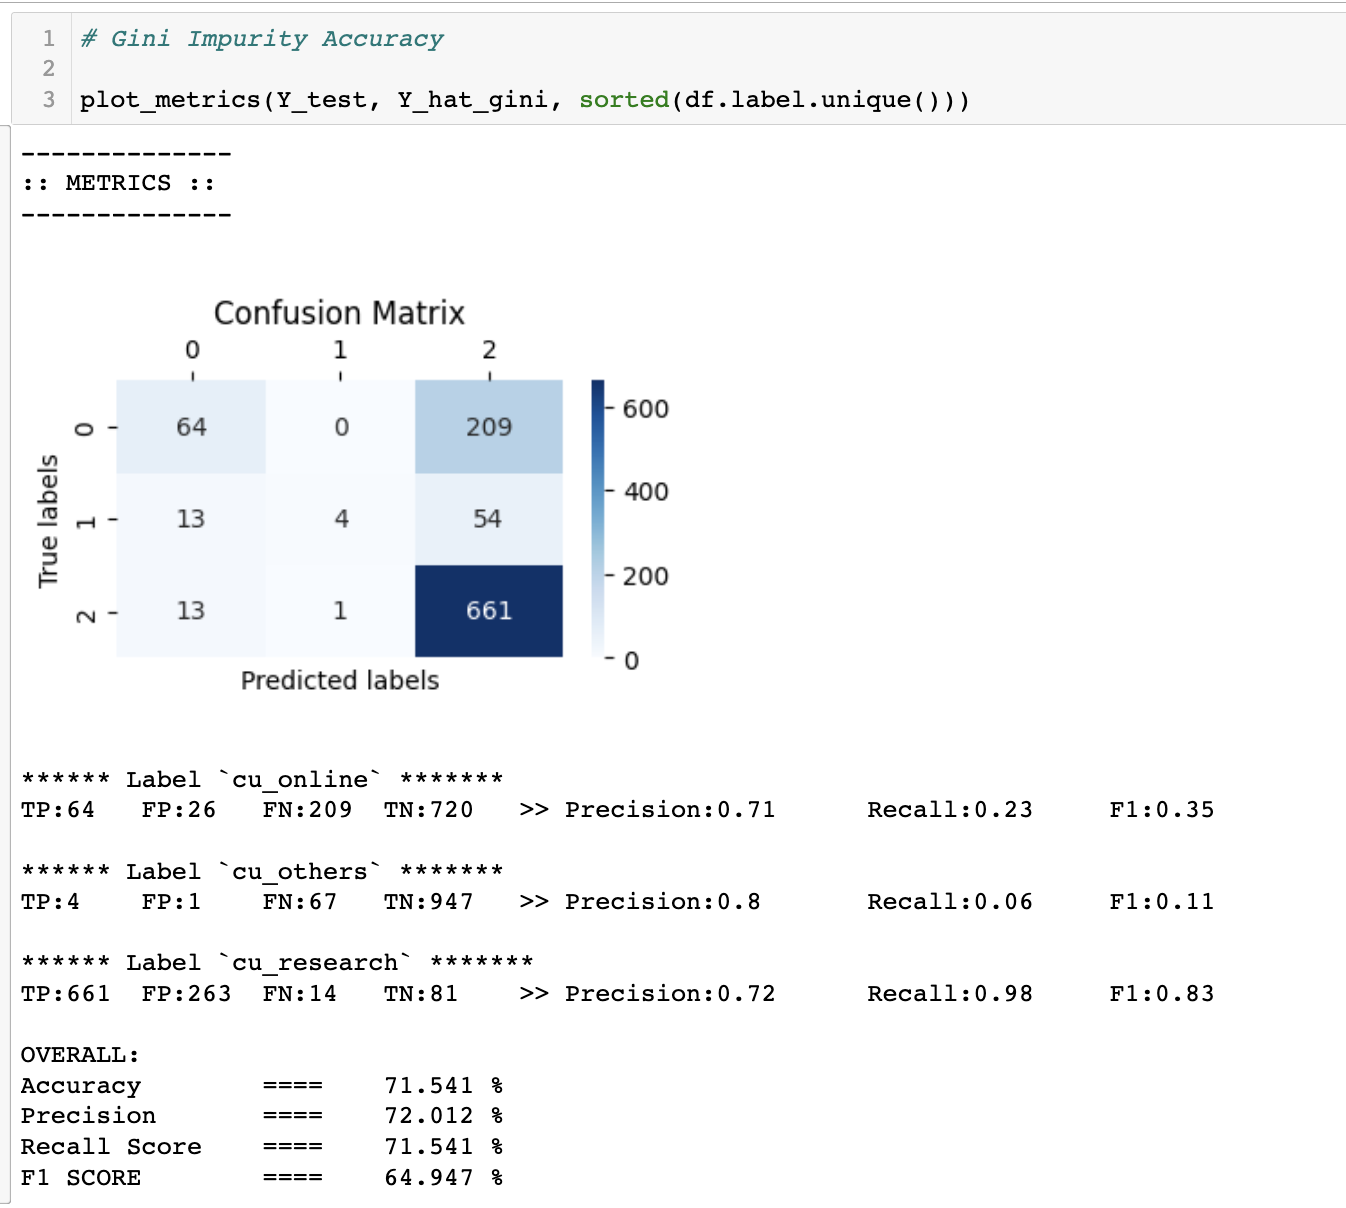 1 # Gini Impurity Accuracy
2
3 plot_metrics(Y_test, Y_hat_gini, sorted(df.label.unique()))
--------------
:: METRICS ::
--------------
Confusion Matrix
0 1 2
0 64 0 209
1 13 4 54
2 13 1 661
True labels
Predicted labels
600
400
200
0
****** Label `cu_online` *******
TP:64 FP:26 FN:209 TN:720 >> Precision:0.71 Recall:0.23 F1:0.35
****** Label `cu_others` *******
TP:4 FP:1 FN:67 TN:947 >> Precision:0.8 Recall:0.06 F1:0.11
****** Label `cu_research` *******
TP:661 FP:263 FN:14 TN:81 >> Precision:0.72 Recall:0.98 F1:0.83
OVERALL:
Accuracy ==== 71.541 %
Precision ==== 72.012 %
Recall Score ==== 71.541 %
F1 SCORE ==== 64.947 %